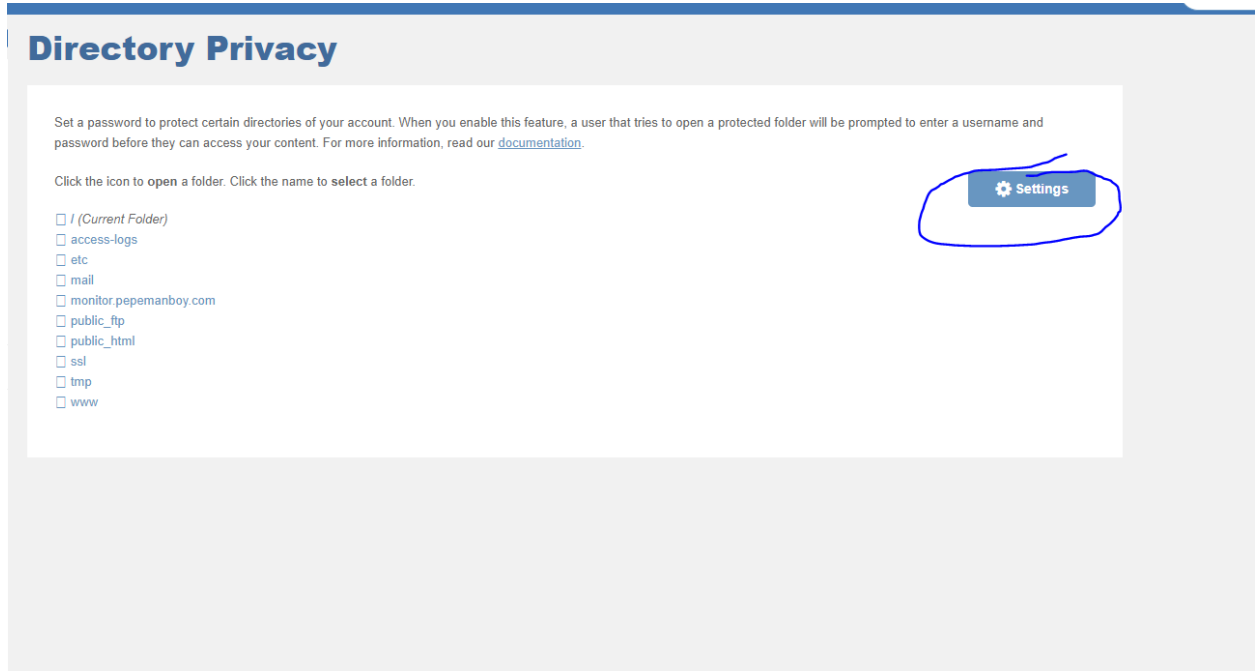 Directory Privacy
Set a password to protect certain directories of your account. When you enable this feature, a user that tries to open a protected folder will be prompted to enter a username and
password before they can access your content. For more information, read our documentation.
Click the icon to open a folder. Click the name to select a folder.
Settings
/ (Current Folder)
access-logs
etc
mail
monitor.pepemanboy.com
public_ftp
public_html
ssl
tmp
www